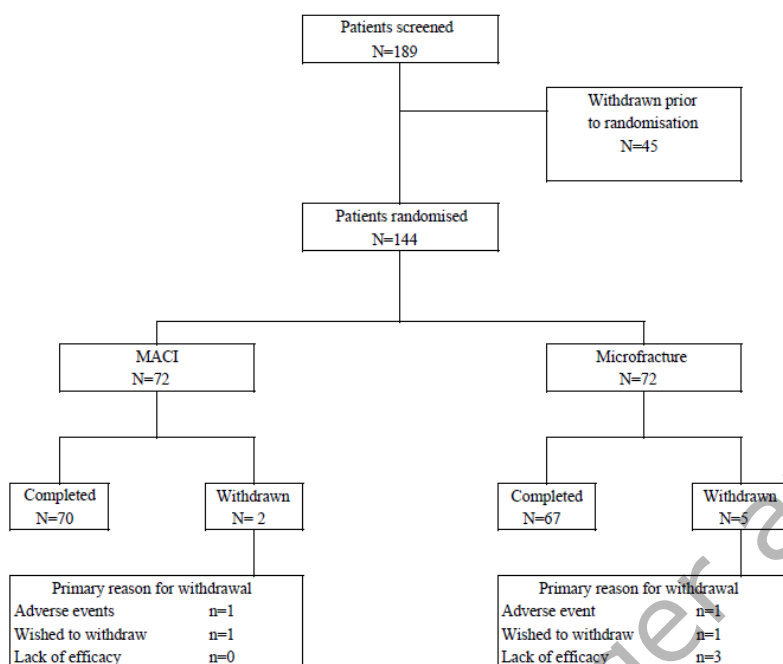 Patients screened
N=189
Withdrawn prior
to randomisation
N=45
Patients randomised
N=144
MACI
N=72
Microfracture
N=72
Completed
N=70
Withdrawn
N= 2
Completed
N=67
Withdrawn
N=5
Primary reason for withdrawal
Adverse events n=1
Wished to withdraw n=1
Lack of efficacy n=0
Primary reason for withdrawal
Adverse event n=1
Wished to withdraw n=1
Lack of efficacy n=3